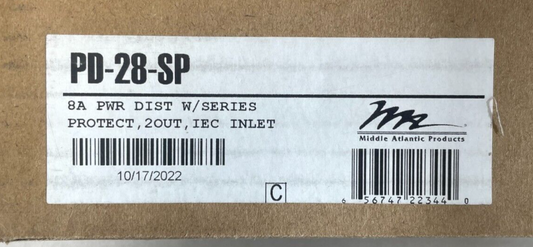 PD-28-SP
8A PWR DIST W/SERIES
PROTECT,2OUT,IEC INLET
10/17/2022
C
Middle Atlantic Products
6 56747 22344 0